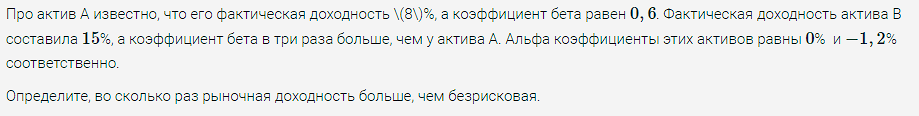 Про актив А известно, что его фактическая доходность \(8\)%, а коэффициент бета равен 0, 6. Фактическая доходность актива В
составила 15%, а коэффициент бета в три раза больше, чем у актива А. Альфа коэффициенты этих активов равны 0% и −1, 2%
соответственно.
Определите, во сколько раз рыночная доходность больше, чем безрисковая.